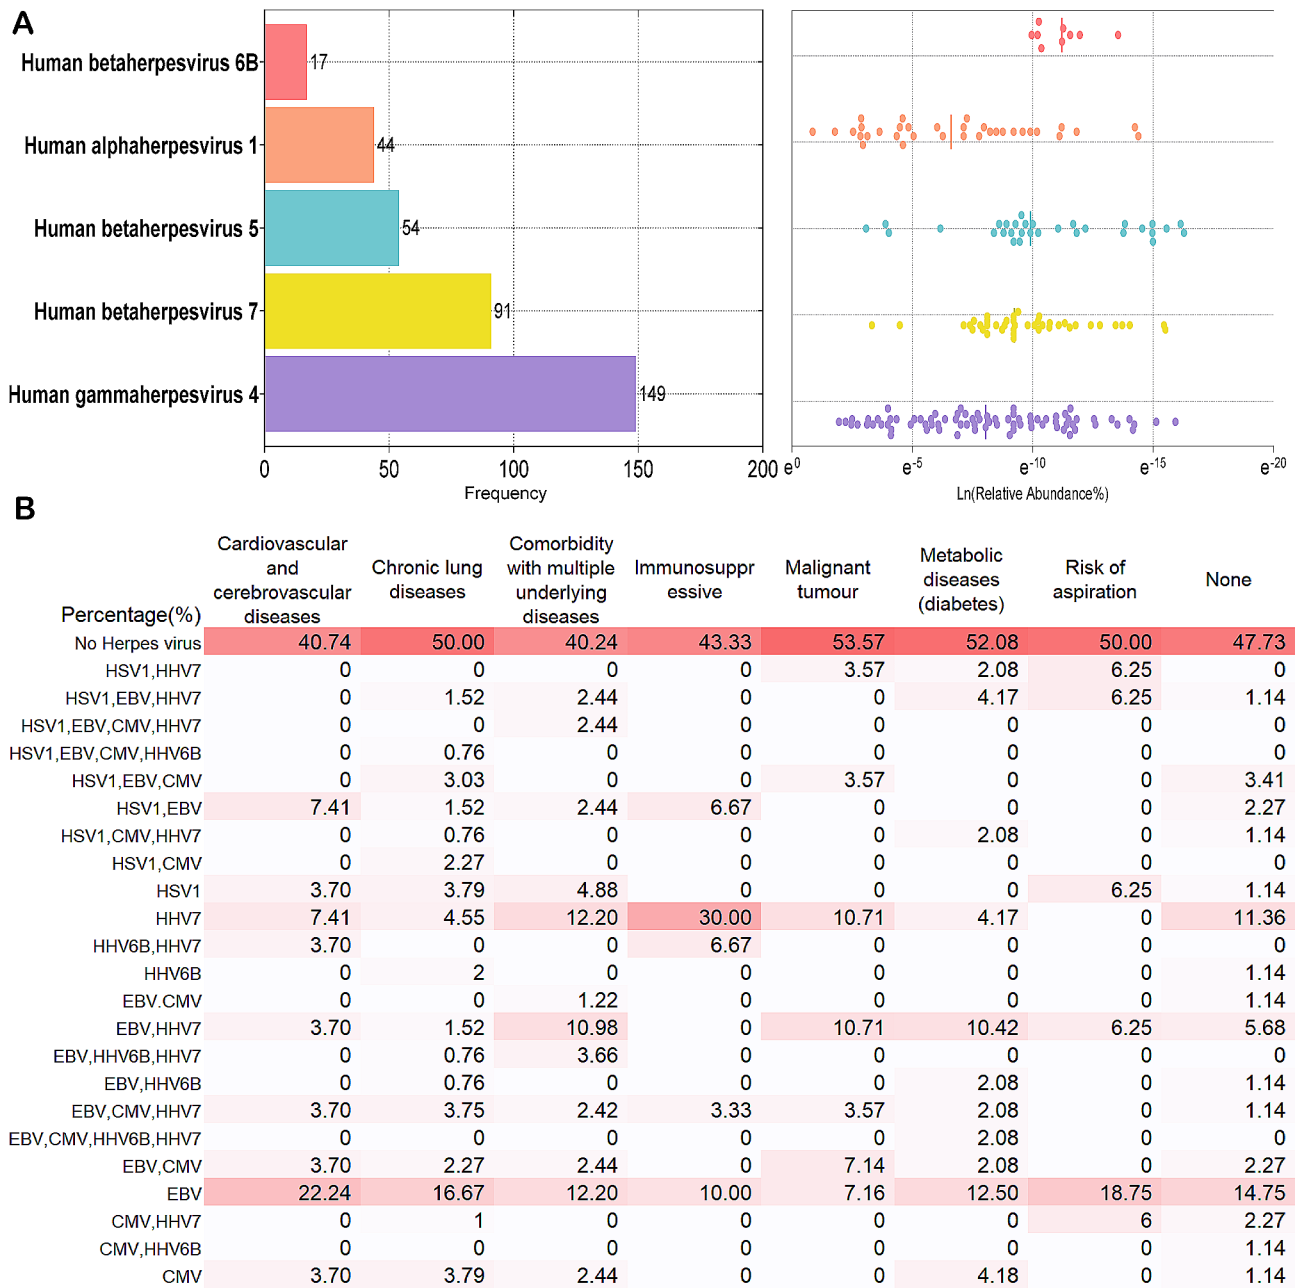 A
Human betaherpesvirus 6B
17
Human alphaherpesvirus 1
44
Human betaherpesvirus 5
54
Human betaherpesvirus 7
91
Human gammaherpesvirus 4
149
0 50 100 150 200
Frequency
e0 e-5 e-10 e-15 e-20
Ln(Relative Abundance%)
B
Percentage(%)
Cardiovascular
and
cerebrovascular
diseases
Chronic lung
diseases
Comorbidity
with multiple
underlying
diseases
Immunosuppr
essive
Malignant
tumour
Metabolic
diseases
(diabetes)
Risk of
aspiration
None
No Herpes virus 40.74 50.00 40.24 43.33 53.57 52.08 50.00 47.73
HSV1,HHV7 0 0 0 0 3.57 2.08 6.25 0
HSV1,EBV,HHV7 0 1.52 2.44 0 0 4.17 6.25 1.14
HSV1,EBV,CMV,HHV7 0 0 2.44 0 0 0 0 0
HSV1,EBV,CMV,HHV6B 0 0.76 0 0 0 0 0 0
HSV1,EBV,CMV 0 3.03 0 0 3.57 0 0 3.41
HSV1,EBV 7.41 1.52 2.44 6.67 0 0 0 2.27
HSV1,CMV,HHV7 0 0.76 0 0 0 2.08 0 1.14
HSV1,CMV 0 2.27 0 0 0 0 0 0
HSV1 3.70 3.79 4.88 0 0 0 6.25 1.14
HHV7 7.41 4.55 12.20 30.00 10.71 4.17 0 11.36
HHV6B,HHV7 3.70 0 0 6.67 0 0 0 0
HHV6B 0 2 0 0 0 0 0 1.14
EBV.CMV 0 0 1.22 0 0 0 0 1.14
EBV,HHV7 3.70 1.52 10.98 0 10.71 10.42 6.25 5.68
EBV,HHV6B,HHV7 0 0.76 3.66 0 0 0 0 0
EBV,HHV6B 0 0.76 0 0 0 2.08 0 1.14
EBV,CMV,HHV7 3.70 3.75 2.42 3.33 3.57 2.08 0 1.14
EBV,CMV,HHV6B,HHV7 0 0 0 0 0 2.08 0 0
EBV,CMV 3.70 2.27 2.44 0 7.14 2.08 0 2.27
EBV 22.24 16.67 12.20 10.00 7.16 12.50 18.75 14.75
CMV,HHV7 0 1 0 0 0 0 6 2.27
CMV,HHV6B 0 0 0 0 0 0 0 1.14
CMV 3.70 3.79 2.44 0 0 4.18 0 1.14